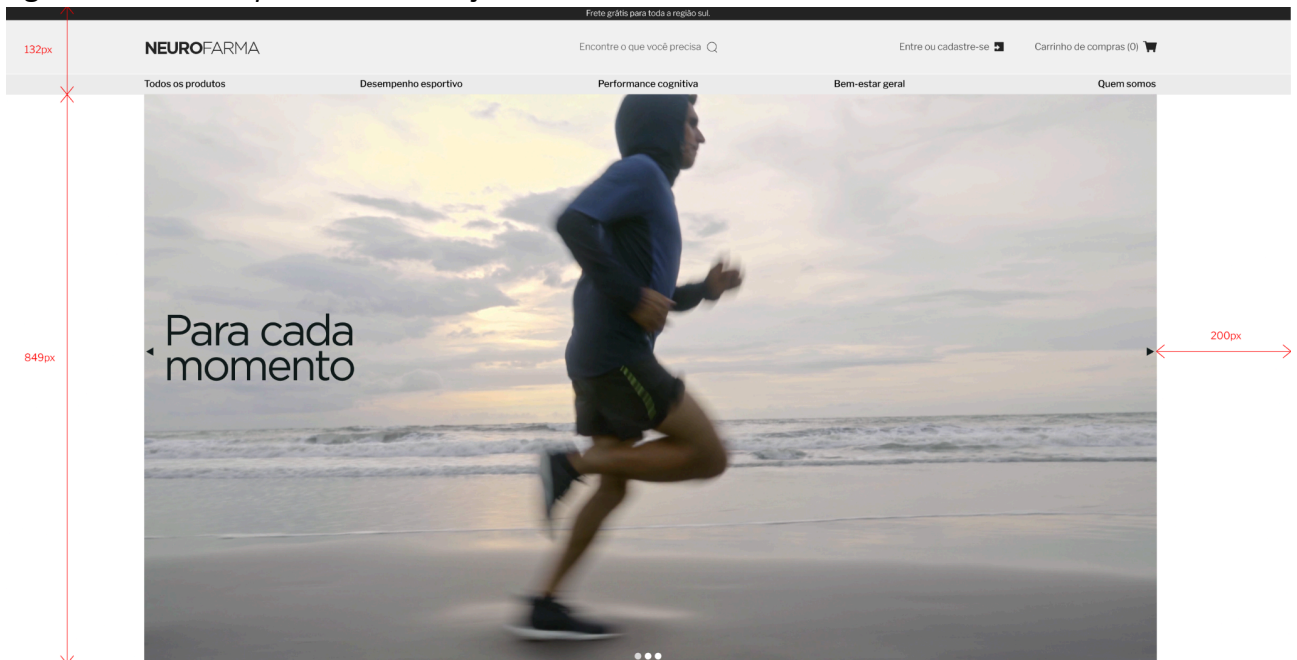 Frete grátis para toda a região sul.
132px
NEUROFARMA
Encontre o que você precisa
Entre ou cadastre-se
Carrinho de compras (0)
Todos os produtos
Desempenho esportivo
Performance cognitiva
Bem-estar geral
Quem somos
Para cada
momento
849px
200px